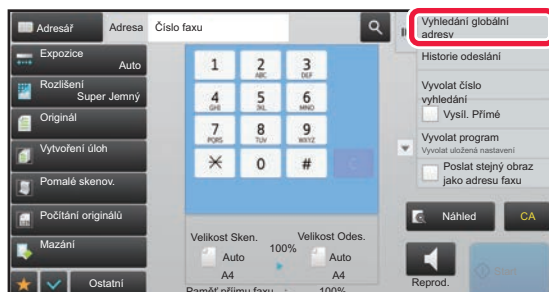 Adresář
Adresa
Číslo faxu
Vyhledání globální
adresy
Expozice
Auto
Rozlišení
Super Jemný
Originál
Vytvoření úloh
Pomalé skenov.
Počítání originálů
Mazání
Ostatní
1
2
ABC
3
DEF
4
GHI
5
JKL
6
MNO
7
PQRS
8
TUV
9
WXYZ
0
#
C
Velikost Sken.
100%
Velikost Odes.
Auto
A4
Auto
A4
Paměť příjmu faxu : 100%
Historie odeslání
Vyvolat číslo
vyhledání
Vysíl. Přímé
Vyvolat program
Vyvolat uložená nastavení
Poslat stejný obraz
jako adresu faxu
Náhled
CA
Reprod.
Start